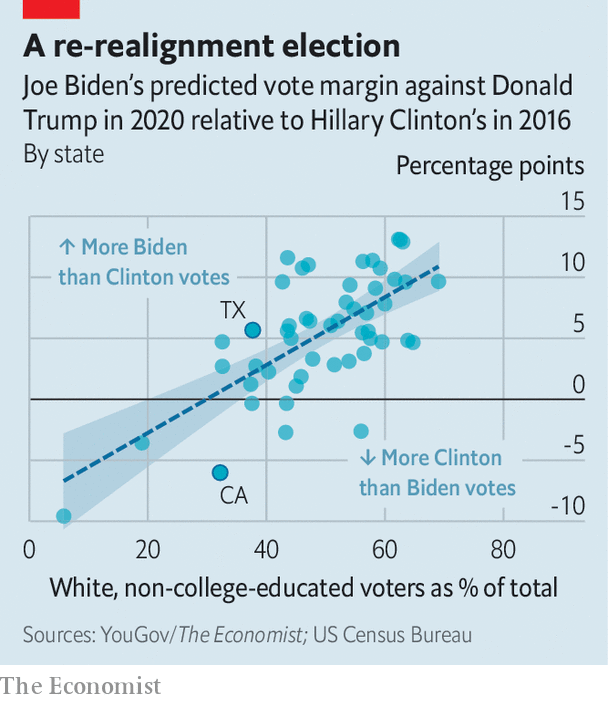 A re-realignment election
Joe Biden's predicted vote margin against Donald
Trump in 2020 relative to Hillary Clinton's in 2016
By state
Percentage points
15
↑ More Biden
than Clinton votes
10
TX
5
0
-5
↓ More Clinton
than Biden votes
CA
-10
0 20 40 60 80
White, non-college-educated voters as % of total
Sources: YouGov/The Economist; US Census Bureau
The Economist